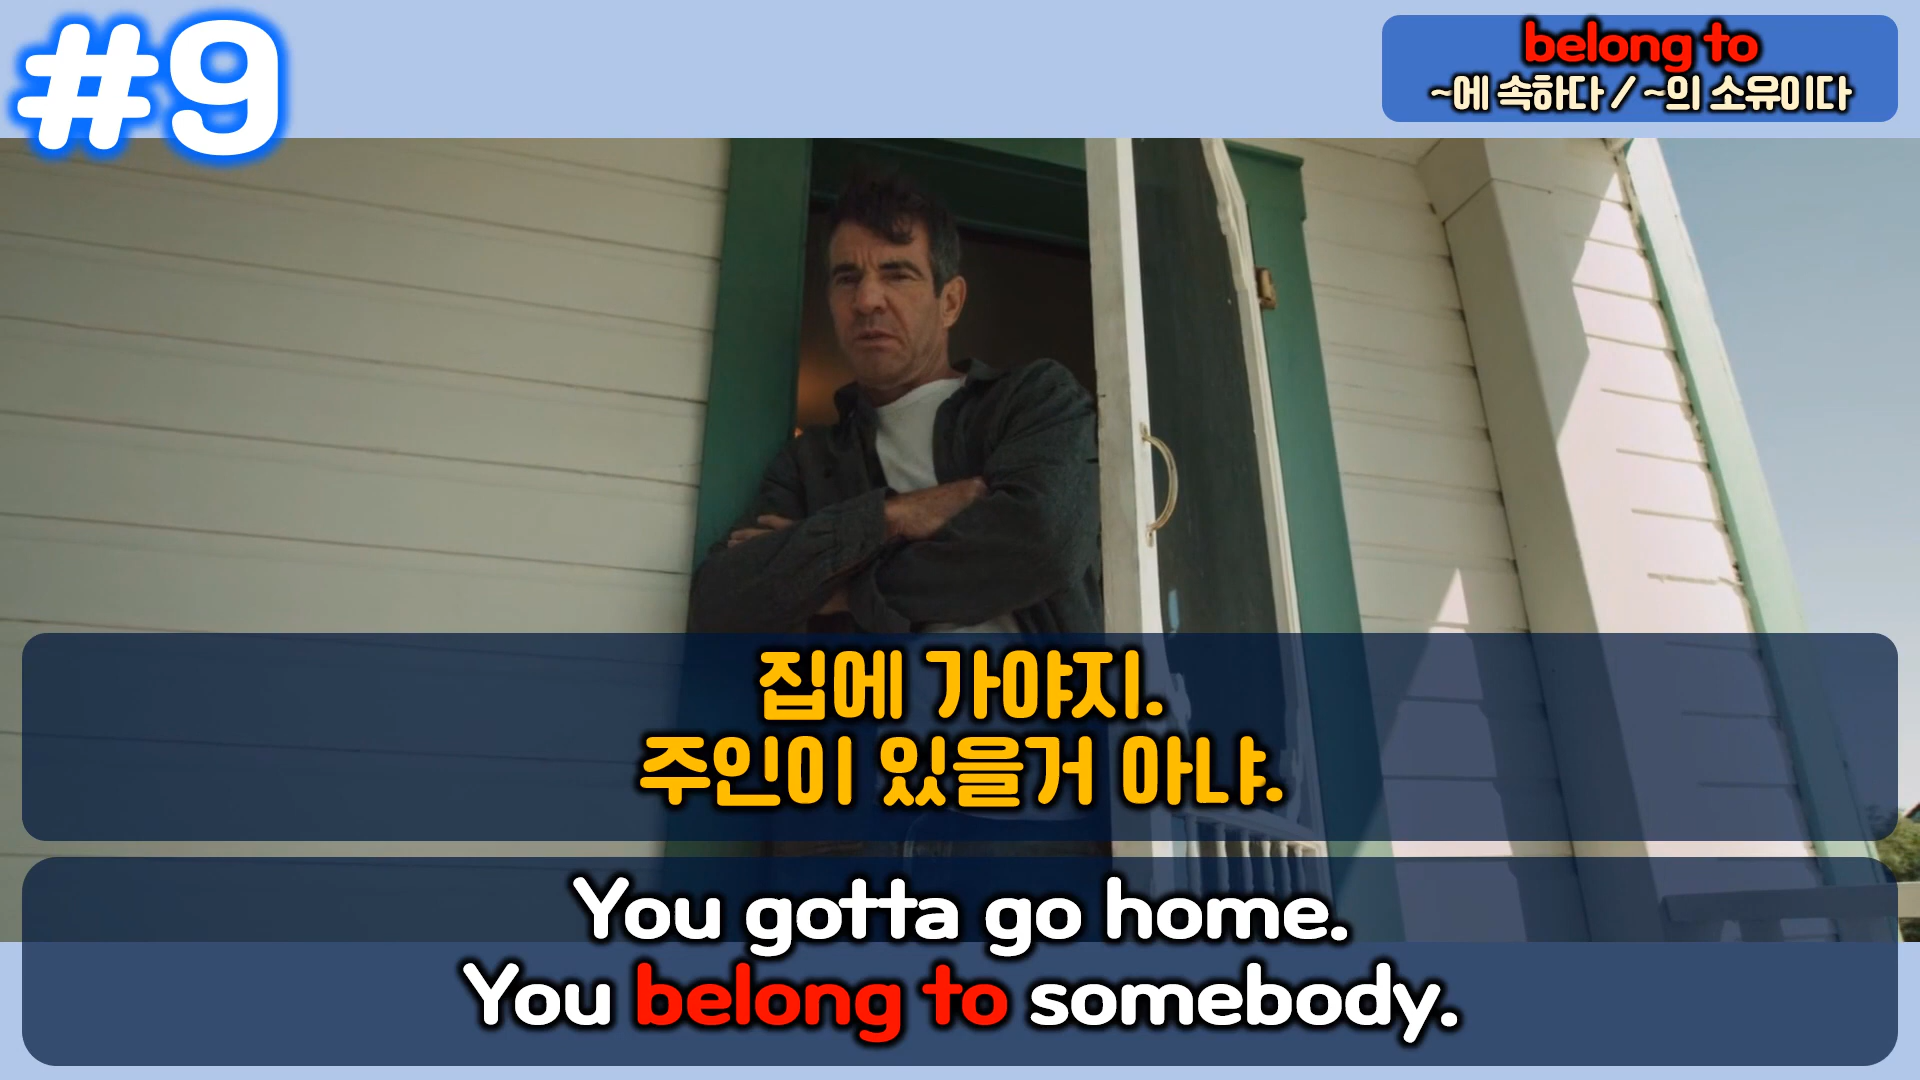 #9
belong to
~에 속하다 / ~의 소유이다
집에 가야지.
주인이 있을거 아냐.
You gotta go home.
You belong to somebody.